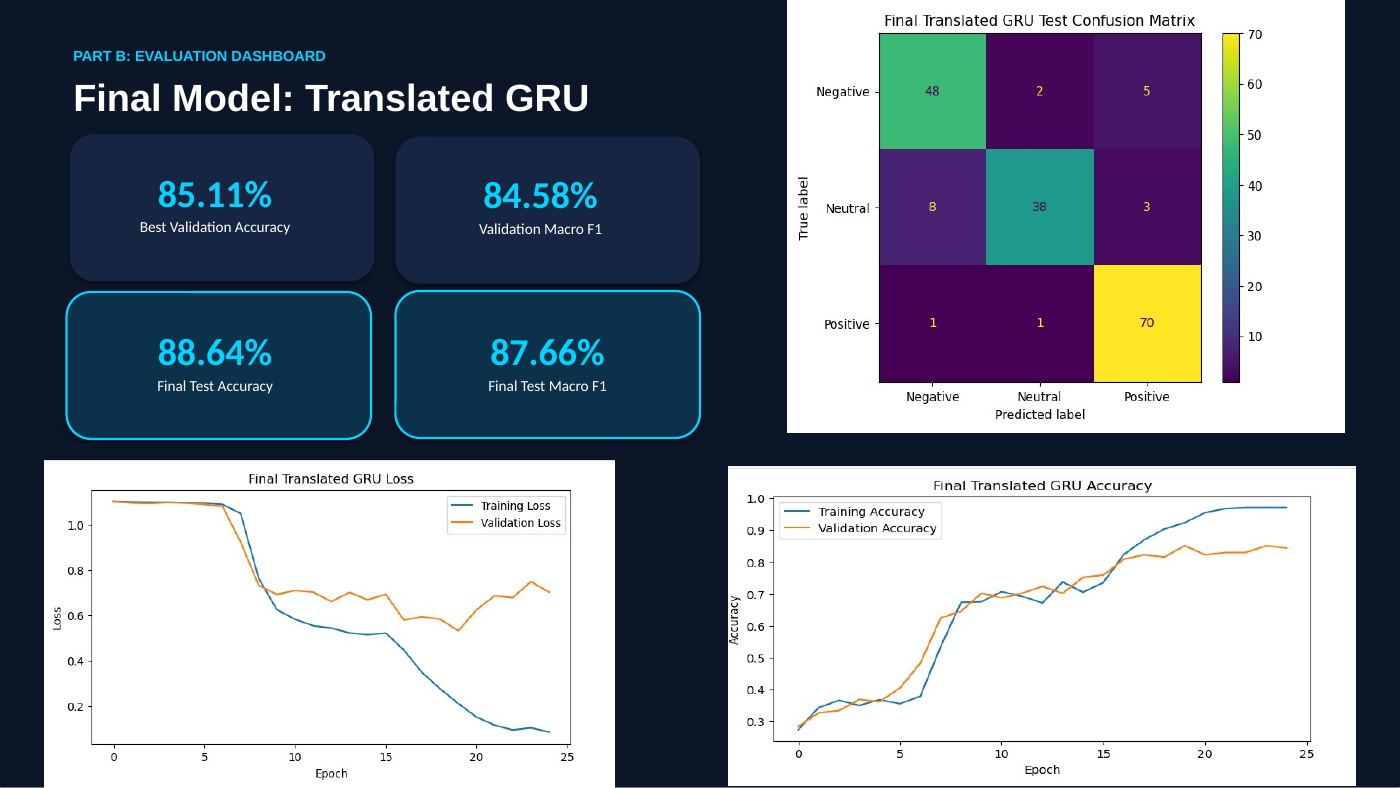 PART B: EVALUATION DASHBOARD
Final Model: Translated GRU
85.11%
Best Validation Accuracy
84.58%
Validation Macro F1
88.64%
Final Test Accuracy
87.66%
Final Test Macro F1
Final Translated GRU Test Confusion Matrix
True label
Negative
48
2
5
Neutral
8
38
3
Positive
1
1
70
Negative
Neutral
Positive
Predicted label
70
60
50
40
30
20
10
Final Translated GRU Loss
Training Loss
Validation Loss
Loss
1.0
0.8
0.6
0.4
0.2
0
5
10
15
20
25
Epoch
Final Translated GRU Accuracy
Training Accuracy
Validation Accuracy
Accuracy
1.0
0.9
0.8
0.7
0.6
0.5
0.4
0.3
0
5
10
15
20
25
Epoch